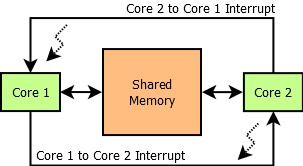 Core 2 to Core 1 Interrupt
Core 1
Shared
Memory
Core 2
Core 1 to Core 2 Interrupt